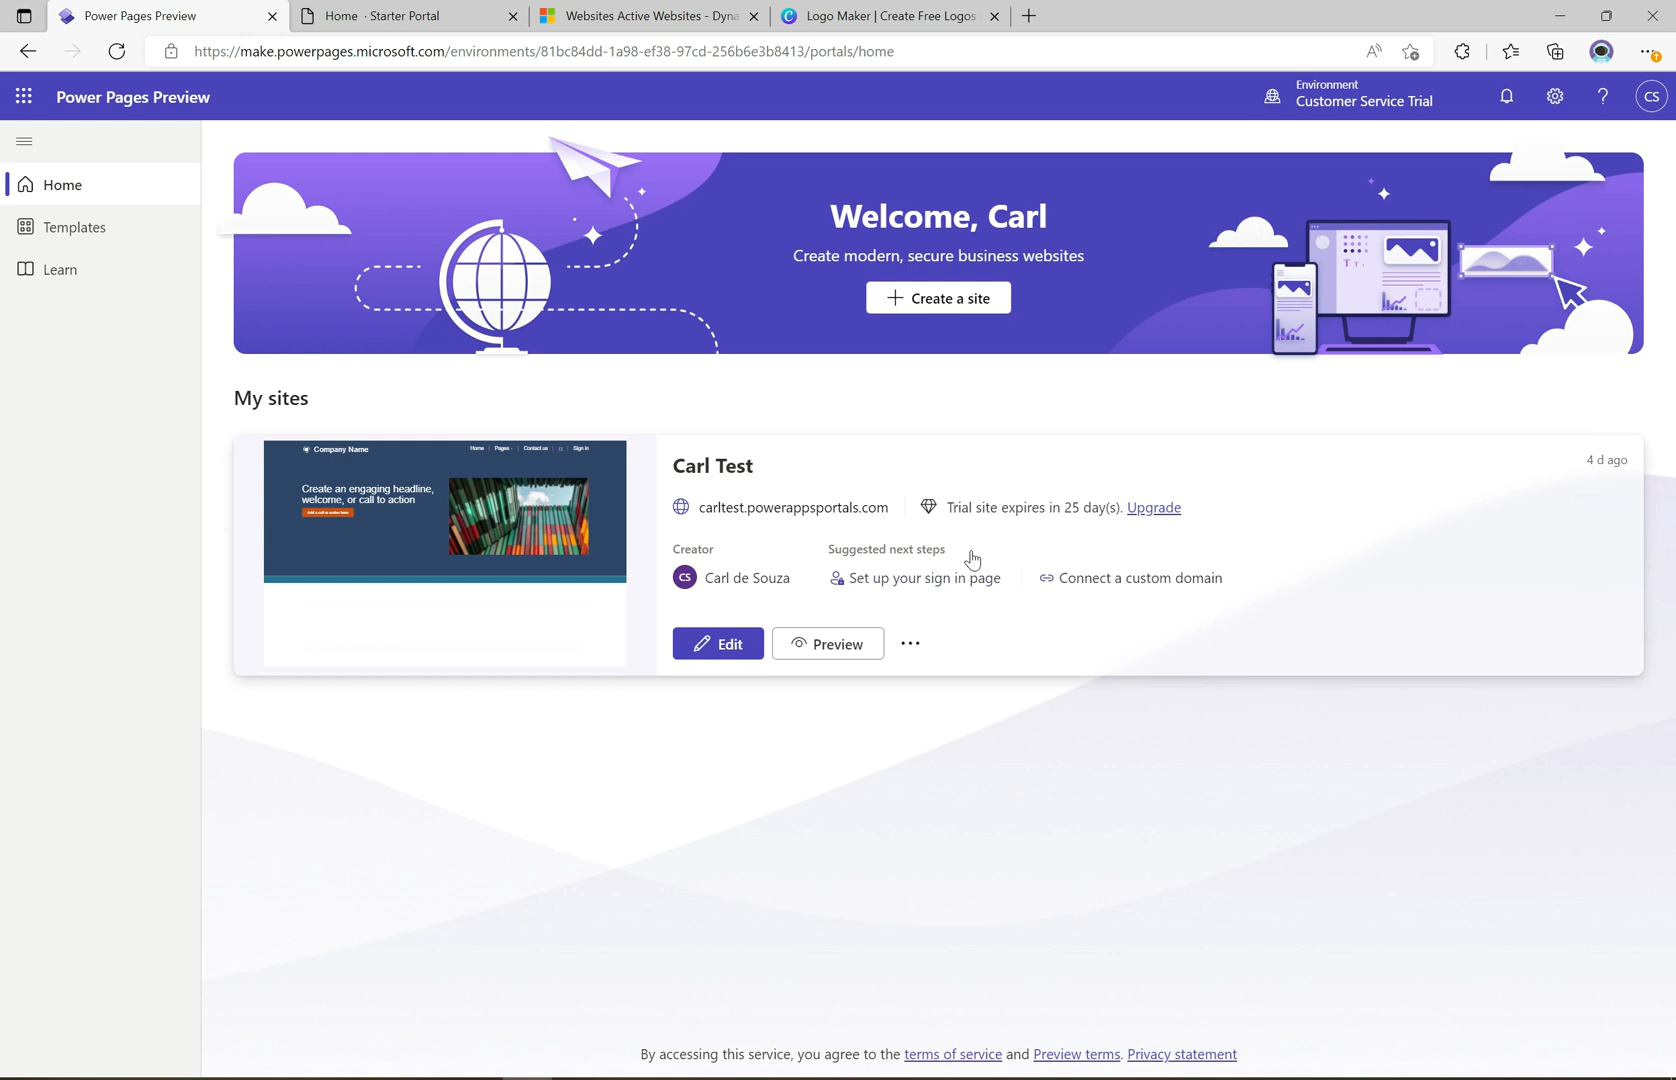 Power Pages Preview
Home · Starter Portal
Websites Active Websites - Dyna
Logo Maker | Create Free Logos
https://make.powerpages.microsoft.com/environments/81bc84dd-1a98-ef38-97cd-256b6e3b8413/portals/home
Power Pages Preview
Environment
Customer Service Trial
CS
Home
Templates
Learn
Welcome, Carl
Create modern, secure business websites
Create a site
My sites
Company Name
Home
Pages
Contact us
Sign in
Create an engaging headline,
welcome, or call to action
Add a call to action here
Carl Test
4 d ago
carltest.powerappsportals.com
Trial site expires in 25 day(s). Upgrade
Creator
Suggested next steps
CS Carl de Souza
Set up your sign in page
Connect a custom domain
Edit
Preview
By accessing this service, you agree to the terms of service and Preview terms. Privacy statement